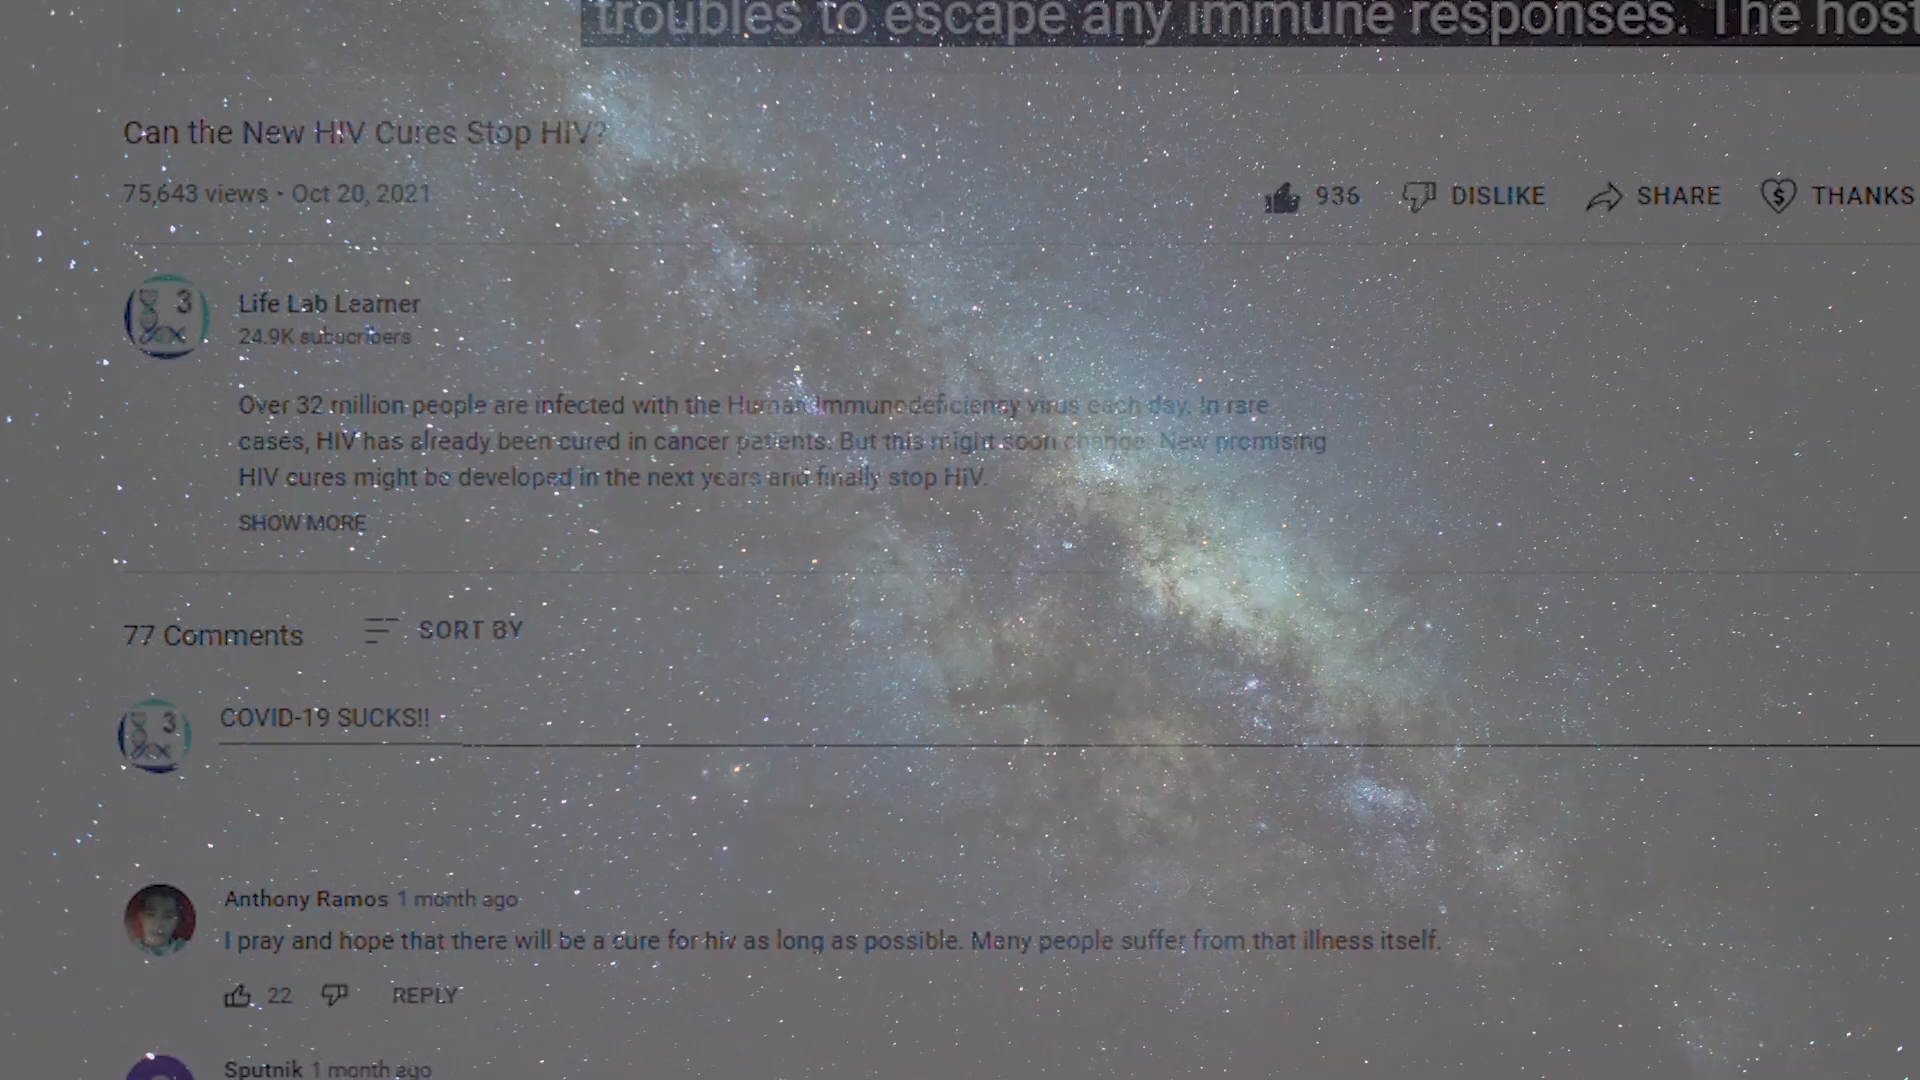 troubles to escape any immune responses. The host
Can the New HIV Cures Stop HIV?
75,643 views • Oct 20, 2021
936 DISLIKE SHARE THANKS
3
Life Lab Learner
24.9K subscribers
Over 32 million people are infected with the Human Immunodeficiency virus each day. In rare
cases, HIV has already been cured in cancer patients. But this might soon change. New promising
HIV cures might be developed in the next years and finally stop HiV.
SHOW MORE
77 Comments SORT BY
3
COVID-19 SUCKS!!
Anthony Ramos 1 month ago
I pray and hope that there will be a cure for hiv as long as possible. Many people suffer from that illness itself.
22 REPLY
Sputnik 1 month ago